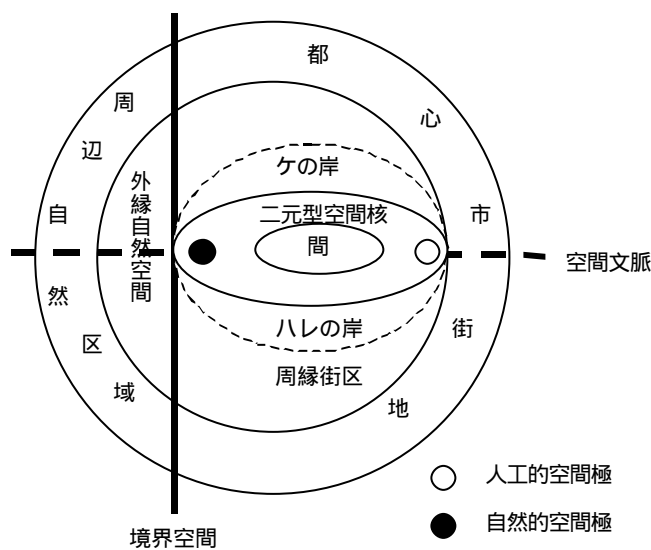 都心市街地
周辺自然区域
外縁自然空間
ケの岸
二元型空間核
間
空間文脈
ハレの岸
周縁街区
人工的空間極
自然的空間極
境界空間